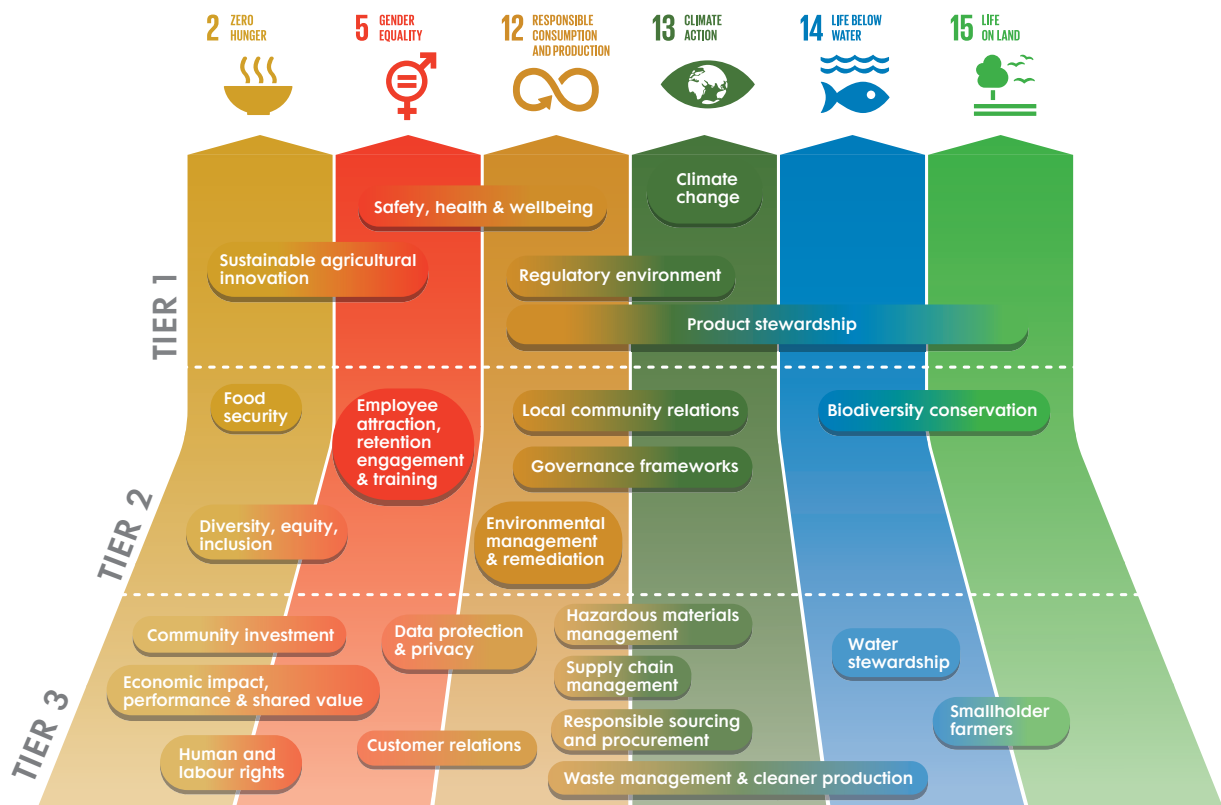 2 ZERO
HUNGER
5 GENDER
EQUALITY
12 RESPONSIBLE
CONSUMPTION
AND PRODUCTION
13 CLIMATE
ACTION
14 LIFE BELOW
WATER
15 LIFE
ON LAND
TIER 1
Climate
change
Safety, health & wellbeing
Sustainable agricultural
innovation
Regulatory environment
Product stewardship
TIER 2
Food
security
Employee
attraction,
retention
engagement
& training
Local community relations
Biodiversity conservation
Governance frameworks
Diversity, equity,
inclusion
Environmental
management
& remediation
TIER 3
Community investment
Data protection
& privacy
Hazardous materials
management
Water
stewardship
Supply chain
management
Economic impact,
performance & shared value
Smallholder
farmers
Responsible sourcing
and procurement
Human and
labour rights
Customer relations
Waste management & cleaner production